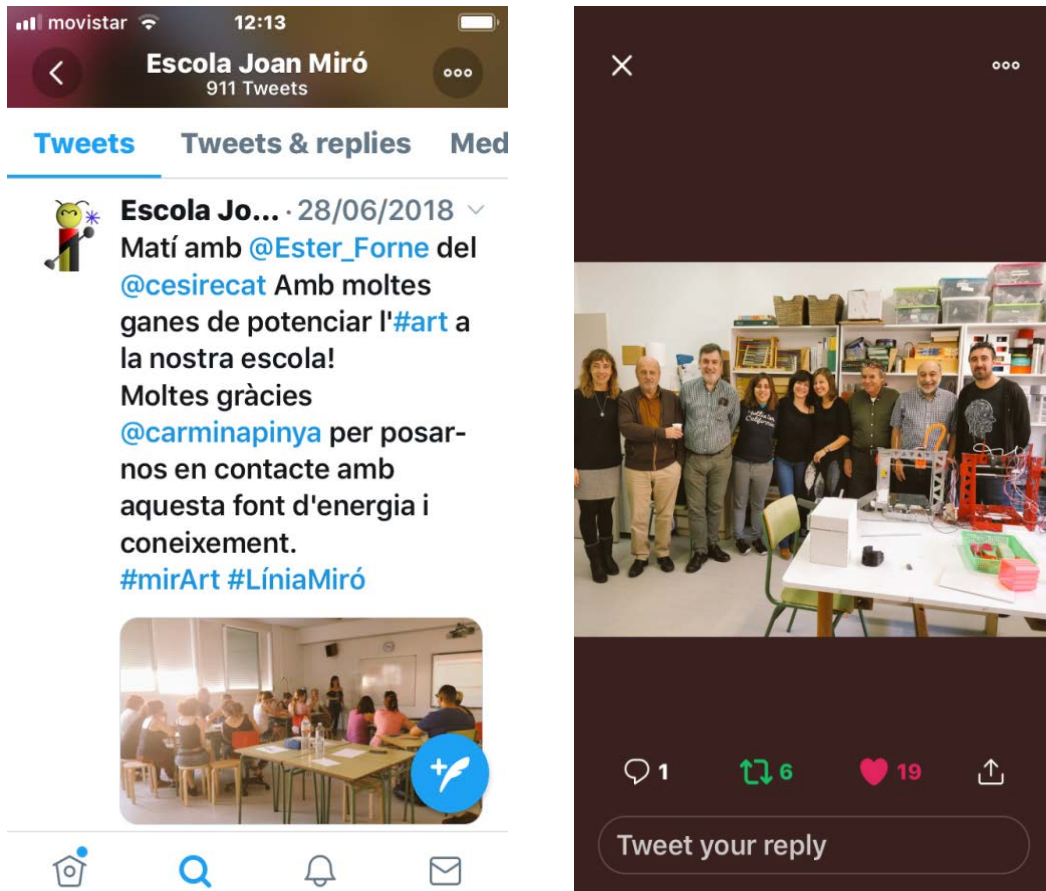 movistar 12:13
Escola Joan Miró
911 Tweets
Tweets Tweets & replies Med
Escola Jo... · 28/06/2018
Matí amb @Ester_Forne del
@cesirecat Amb moltes
ganes de potenciar l'#art a
la nostra escola!
Moltes gràcies
@carminapinya per posar-
nos en contacte amb
aquesta font d'energia i
coneixement.
#mirArt #LíniaMiró
California
1 6 19
Tweet your reply